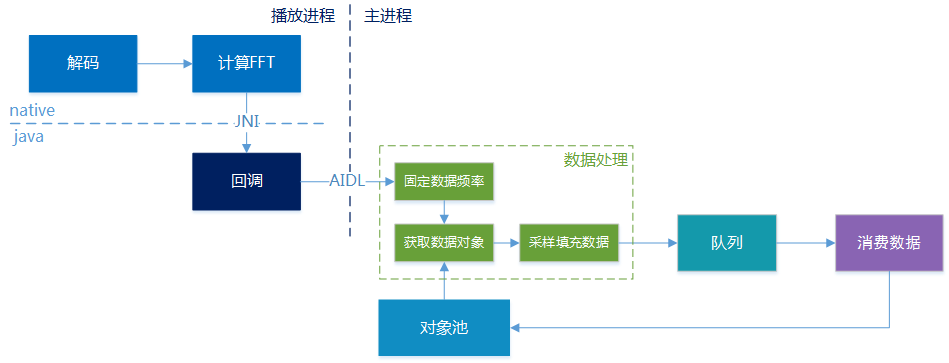 播放进程
主进程
解码
计算FFT
native
JNI
java
回调
AIDL
数据处理
固定数据频率
获取数据对象
采样填充数据
队列
消费数据
对象池